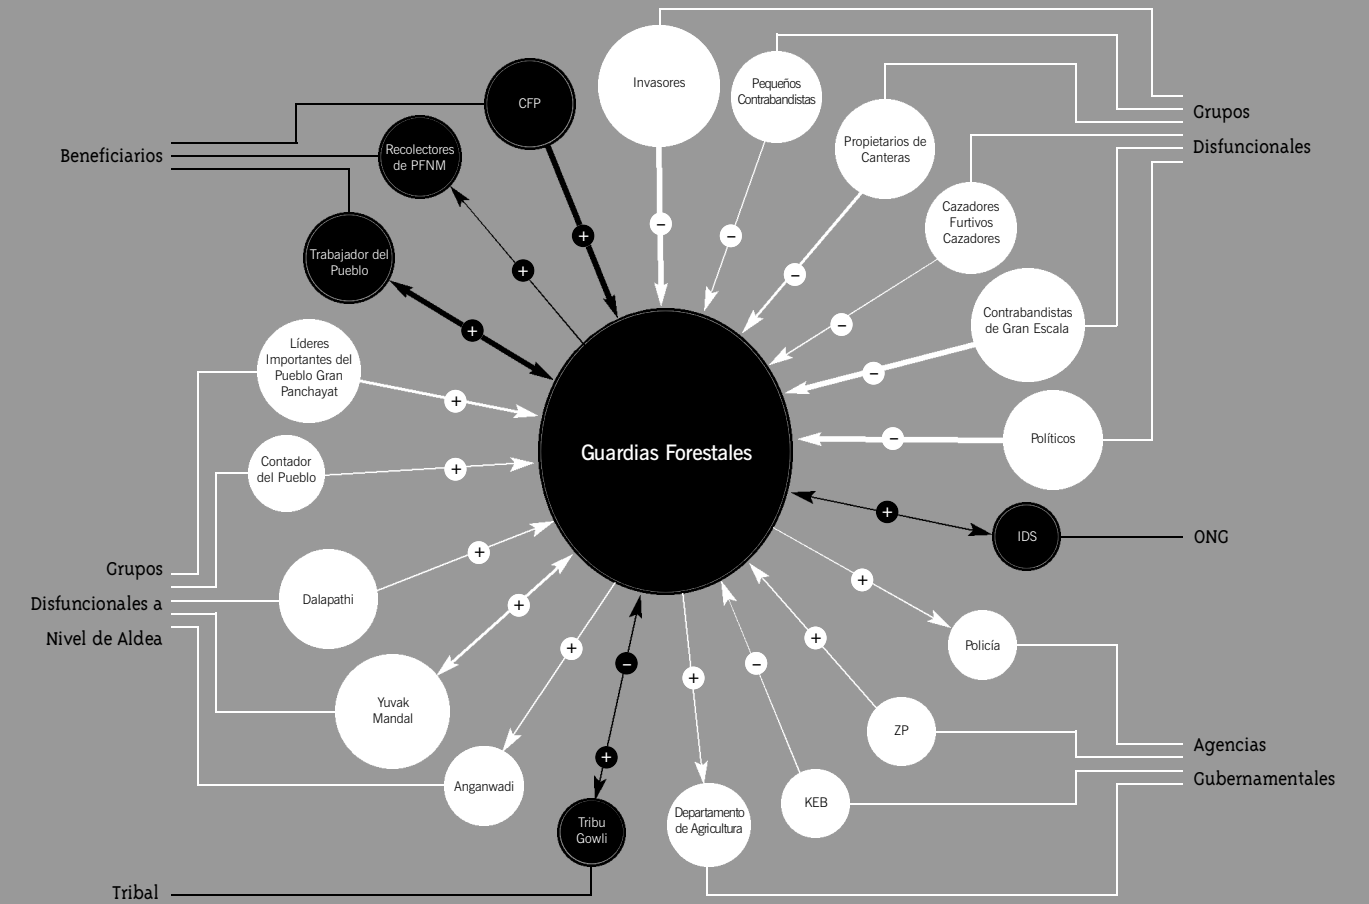 Invasores
Pequeños
Contrabandistas
CFP
Grupos
Disfuncionales
Beneficiarios
Recolectores
de PFNM
Propietarios de
Canteras
Cazadores
Furtivos
Cazadores
Trabajador del
Pueblo
Contrabandistas
de Gran Escala
Líderes
Importantes del
Pueblo Gran
Panchayat
Políticos
Guardias Forestales
Contador
del Pueblo
IDS
ONG
Grupos
Disfuncionales a
Nivel de Aldea
Dalapathi
Policía
Yuvak
Mandal
ZP
Agencias
Gubernamentales
Anganwadi
KEB
Departamento
de Agricultura
Tribu
Gowli
Tribal
+
+
+
−
−
−
−
−
−
+
+
+
+
+
−
+
+
−
+
+
+